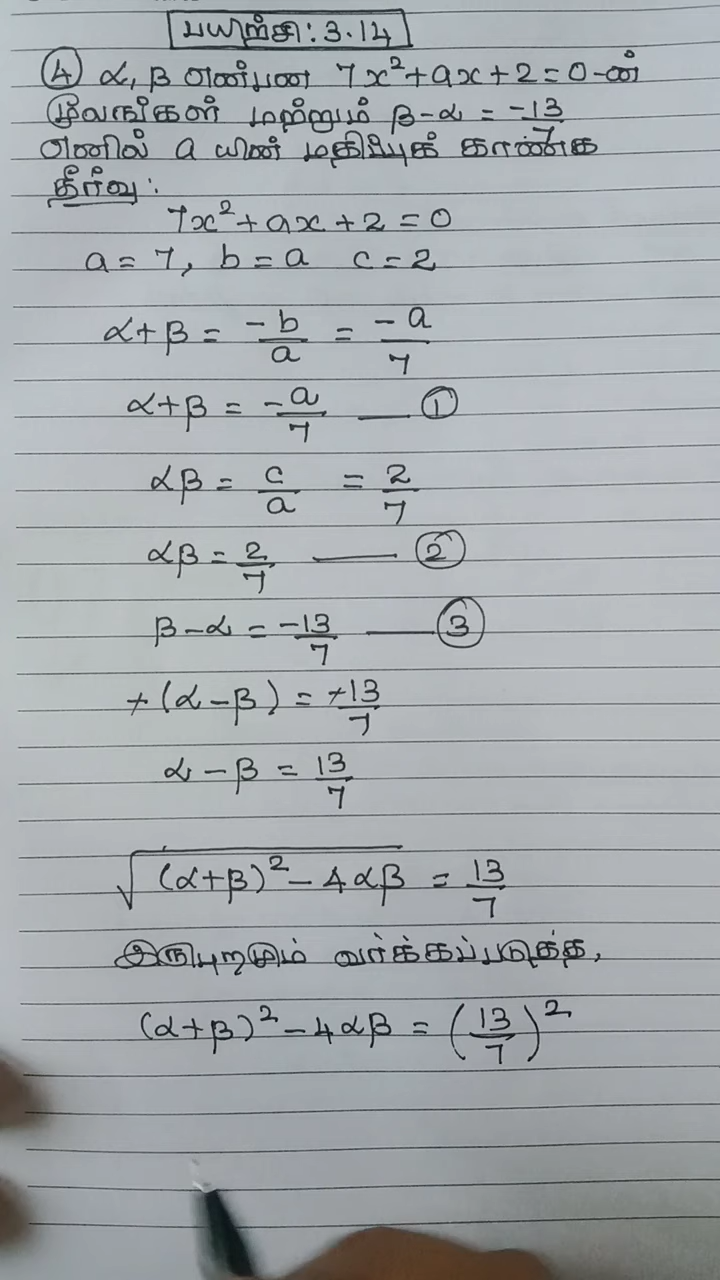 பயிற்சி : 3.14
④ α, β என்பன 7x²+ax+2=0-ன்
மூலங்கள் மற்றும் β-α = -13/7
எனில் a யின் மதிப்புக் காண்க
தீர்வு :
7x²+ax+2=0
a=7, b=a c=2
α+β = -b/a = -a/7
α+β = -a/7 — ①
αβ = c/a = 2/7
αβ = 2/7 — ②
β-α = -13/7 — ③
+(α-β) = +13/7
α-β = 13/7
√((α+β)²-4αβ) = 13/7
இருபுறமும் வர்க்கப்படுத்த,
(α+β)²-4αβ = (13/7)²